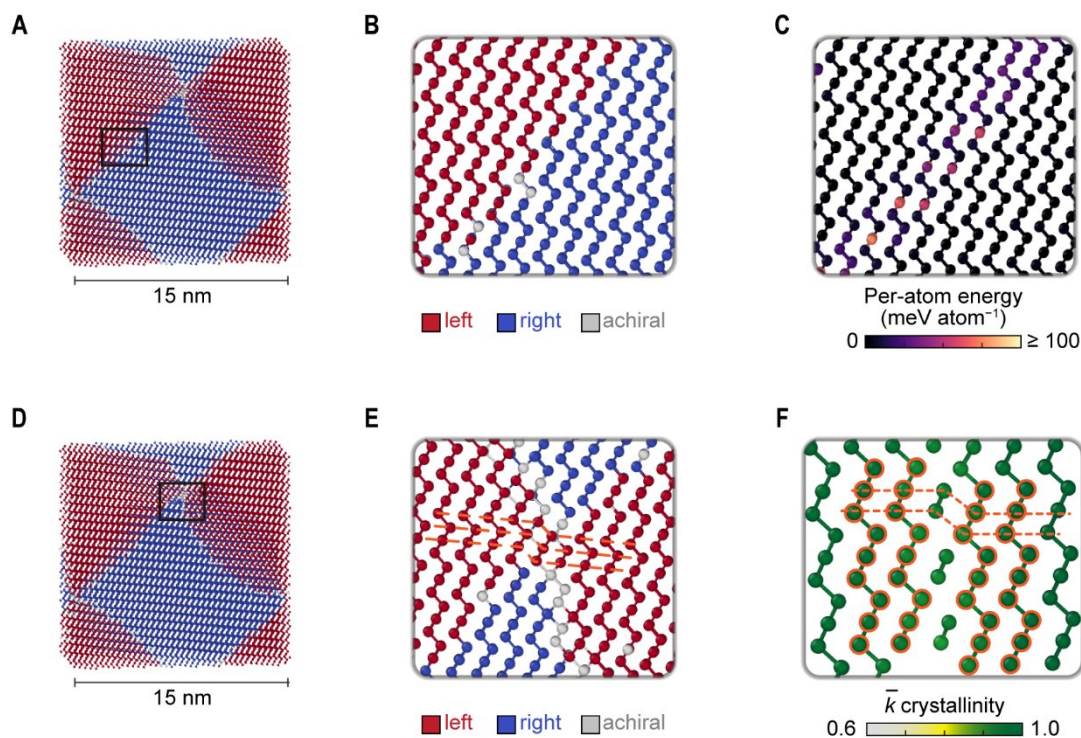 A
B
C
15 nm
left right achiral
Per-atom energy
(meV atom⁻¹)
0 ≥ 100
D
E
F
15 nm
left right achiral
k̅ crystallinity
0.6 1.0